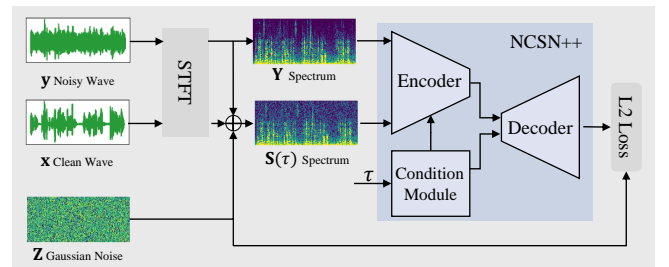 y Noisy Wave
x Clean Wave
Z Gaussian Noise
STFT
Y Spectrum
S(τ) Spectrum
NCSN++
Encoder
Decoder
τ
Condition
Module
L2 Loss